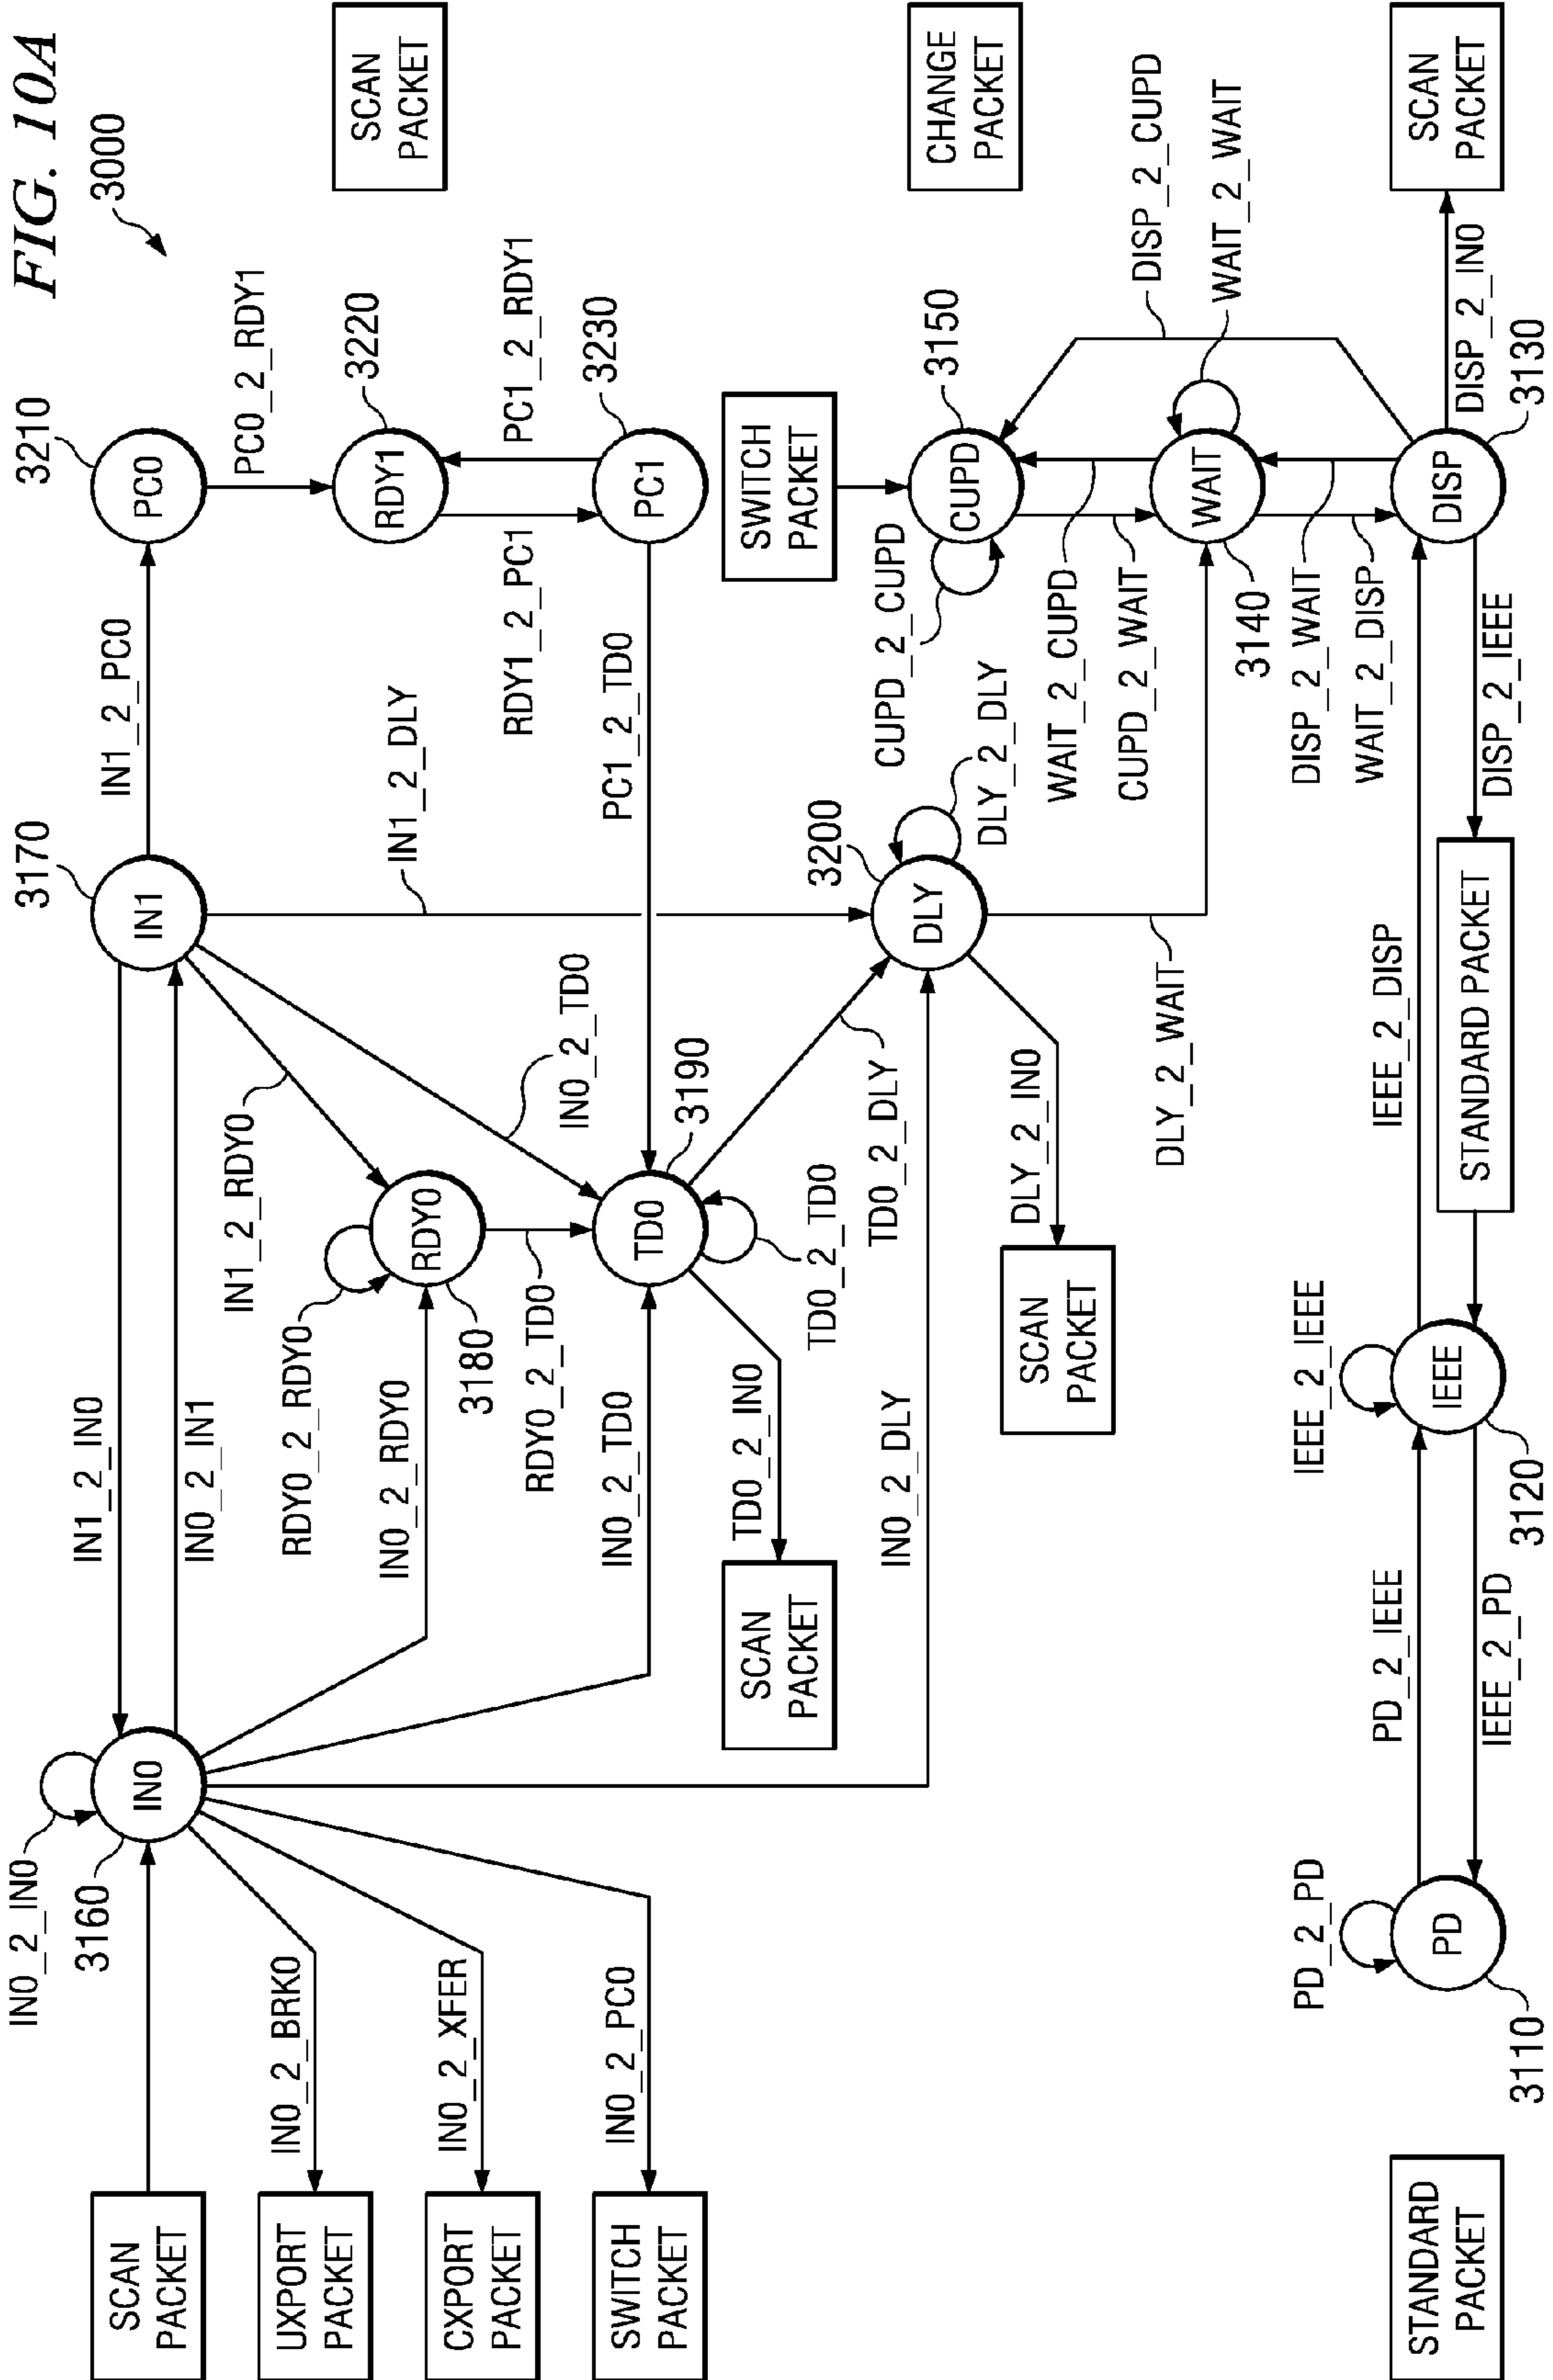 FIG. 10A
3000
SCAN
PACKET
UXPORT
PACKET
CXPORT
PACKET
SWITCH
PACKET
IN0_2_IN0
3160
IN0
IN0_2_BRK0
IN0_2_XFER
IN0_2_PC0
IN1_2_IN0
IN0_2_IN1
RDY0_2_RDY0
IN0_2_RDY0
3180
RDY0
RDY0_2_TD0
IN0_2_TD0
TD0_2_IN0
SCAN
PACKET
IN0_2_DLY
3170
IN1
IN1_2_RDY0
IN0_2_TD0
3190
TD0
TD0_2_TD0
TD0_2_DLY
IN1_2_PC0
IN1_2_DLY
3210
PC0
PC0_2_RDY1
3220
RDY1
RDY1_2_PC1
PC1_2_RDY1
3230
PC1
PC1_2_TD0
SCAN
PACKET
3200
DLY
DLY_2_DLY
DLY_2_IN0
SCAN
PACKET
DLY_2_WAIT
SWITCH
PACKET
CUPD_2_CUPD
3150
CUPD
WAIT_2_CUPD
CUPD_2_WAIT
3140
WAIT
WAIT_2_WAIT
DISP_2_CUPD
DISP_2_WAIT
WAIT_2_DISP
CHANGE
PACKET
STANDARD
PACKET
PD_2_PD
3110
PD
PD_2_IEEE
IEEE_2_PD
IEEE_2_IEEE
3120
IEEE
IEEE_2_DISP
STANDARD PACKET
DISP_2_IEEE
DISP
3130
DISP_2_IN0
SCAN
PACKET